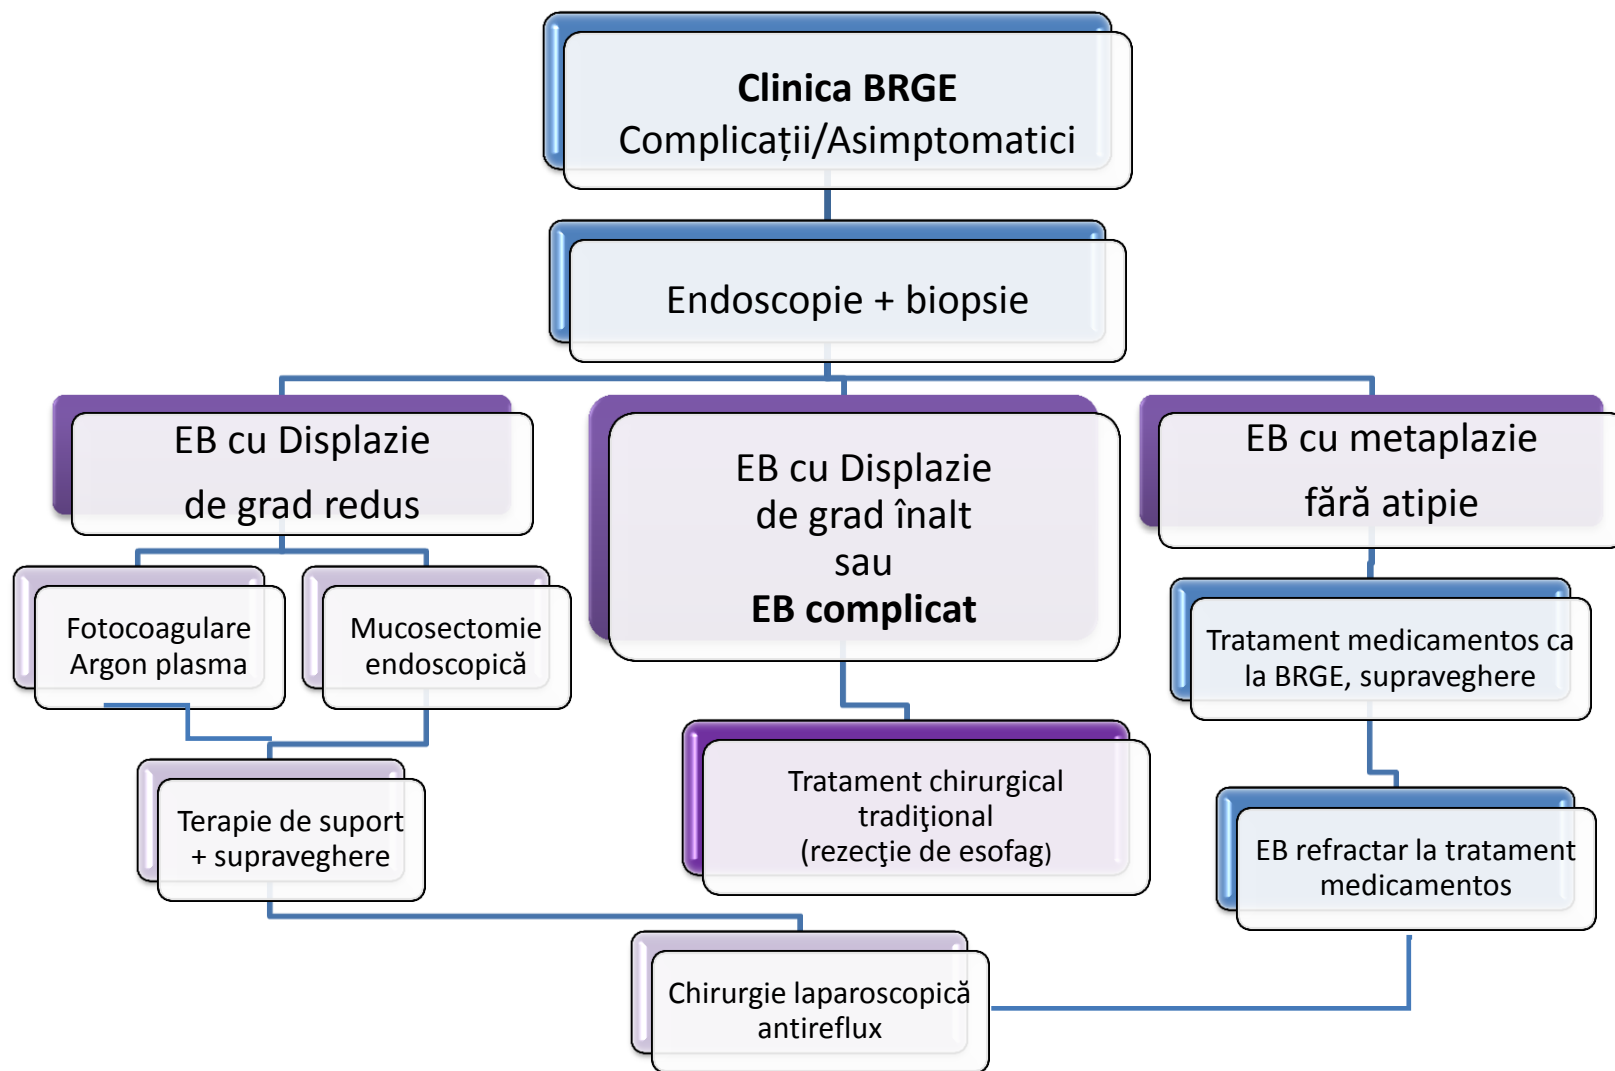 Clinica BRGE
Complicații/Asimptomatici
Endoscopie + biopsie
EB cu Displazie
de grad redus
EB cu Displazie
de grad înalt
sau
EB complicat
EB cu metaplazie
fără atipie
Fotocoagulare
Argon plasma
Mucosectomie
endoscopică
Tratament medicamentos ca
la BRGE, supraveghere
Terapie de suport
+ supraveghere
Tratament chirurgical
tradiţional
(rezecţie de esofag)
EB refractar la tratament
medicamentos
Chirurgie laparoscopică
antireflux